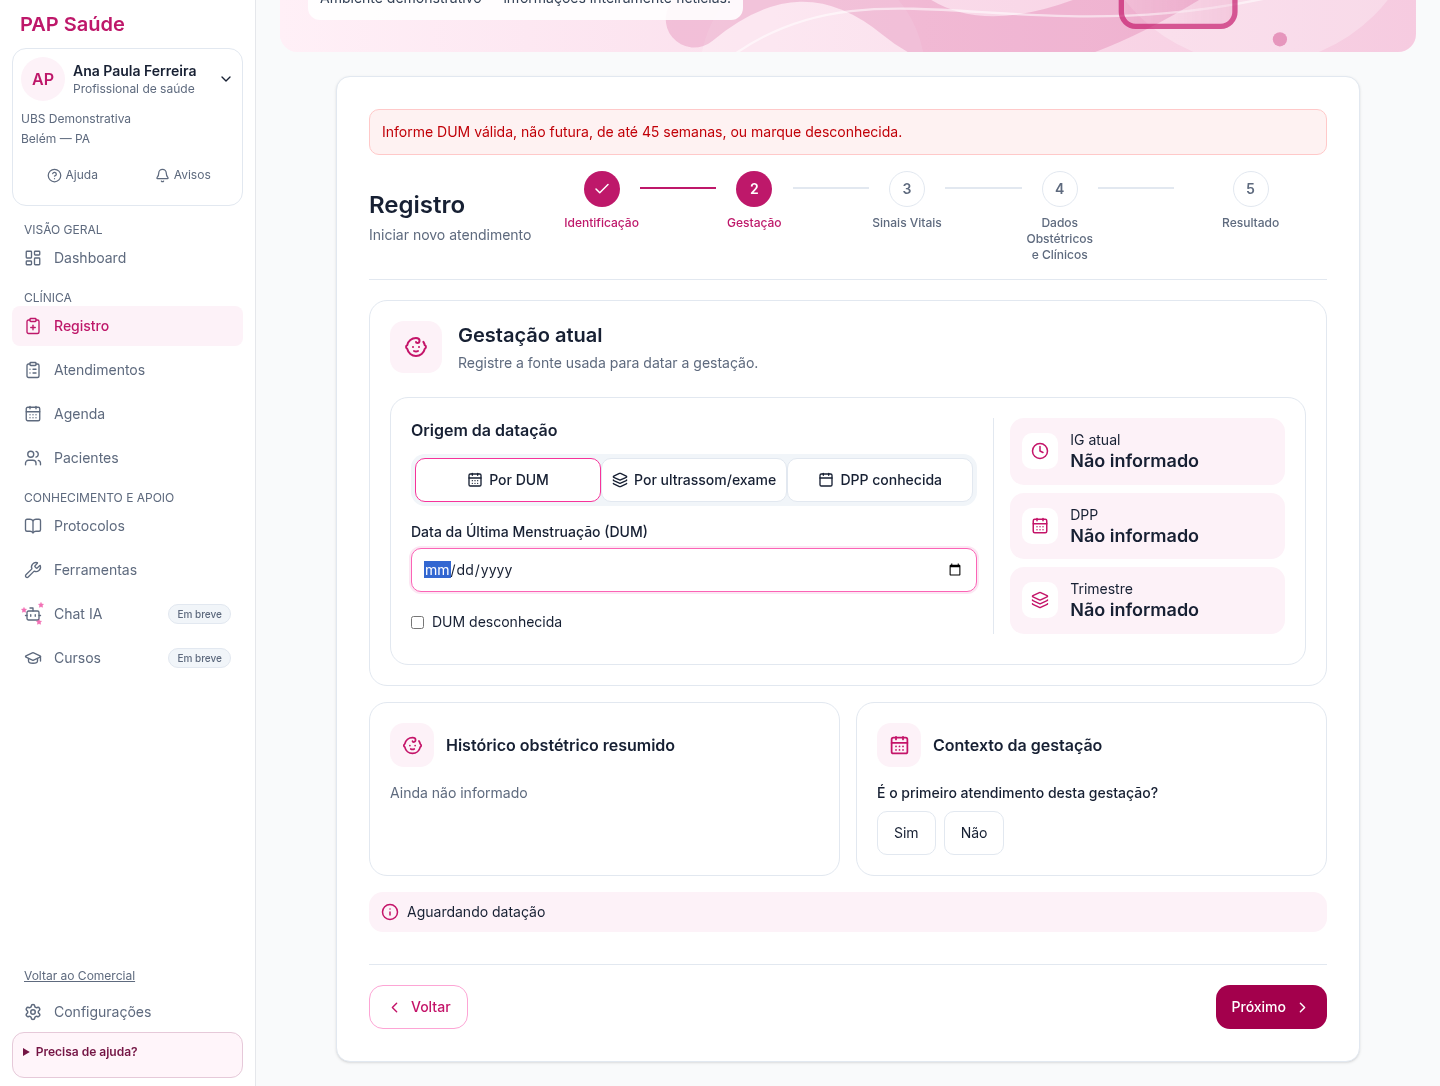 PAP Saúde
AP
Ana Paula Ferreira
Profissional de saúde
UBS Demonstrativa
Belém — PA
Ajuda
Avisos
VISÃO GERAL
Dashboard
CLÍNICA
Registro
Atendimentos
Agenda
Pacientes
CONHECIMENTO E APOIO
Protocolos
Ferramentas
Chat IA
Em breve
Cursos
Em breve
Voltar ao Comercial
Configurações
Precisa de ajuda?
Informe DUM válida, não futura, de até 45 semanas, ou marque desconhecida.
Registro
Iniciar novo atendimento
Identificação
2
Gestação
3
Sinais Vitais
4
Dados
Obstétricos
e Clínicos
5
Resultado
Gestação atual
Registre a fonte usada para datar a gestação.
Origem da datação
Por DUM
Por ultrassom/exame
DPP conhecida
Data da Última Menstruação (DUM)
mm/dd/yyyy
DUM desconhecida
IG atual
Não informado
DPP
Não informado
Trimestre
Não informado
Histórico obstétrico resumido
Ainda não informado
Contexto da gestação
É o primeiro atendimento desta gestação?
Sim
Não
Aguardando datação
Voltar
Próximo